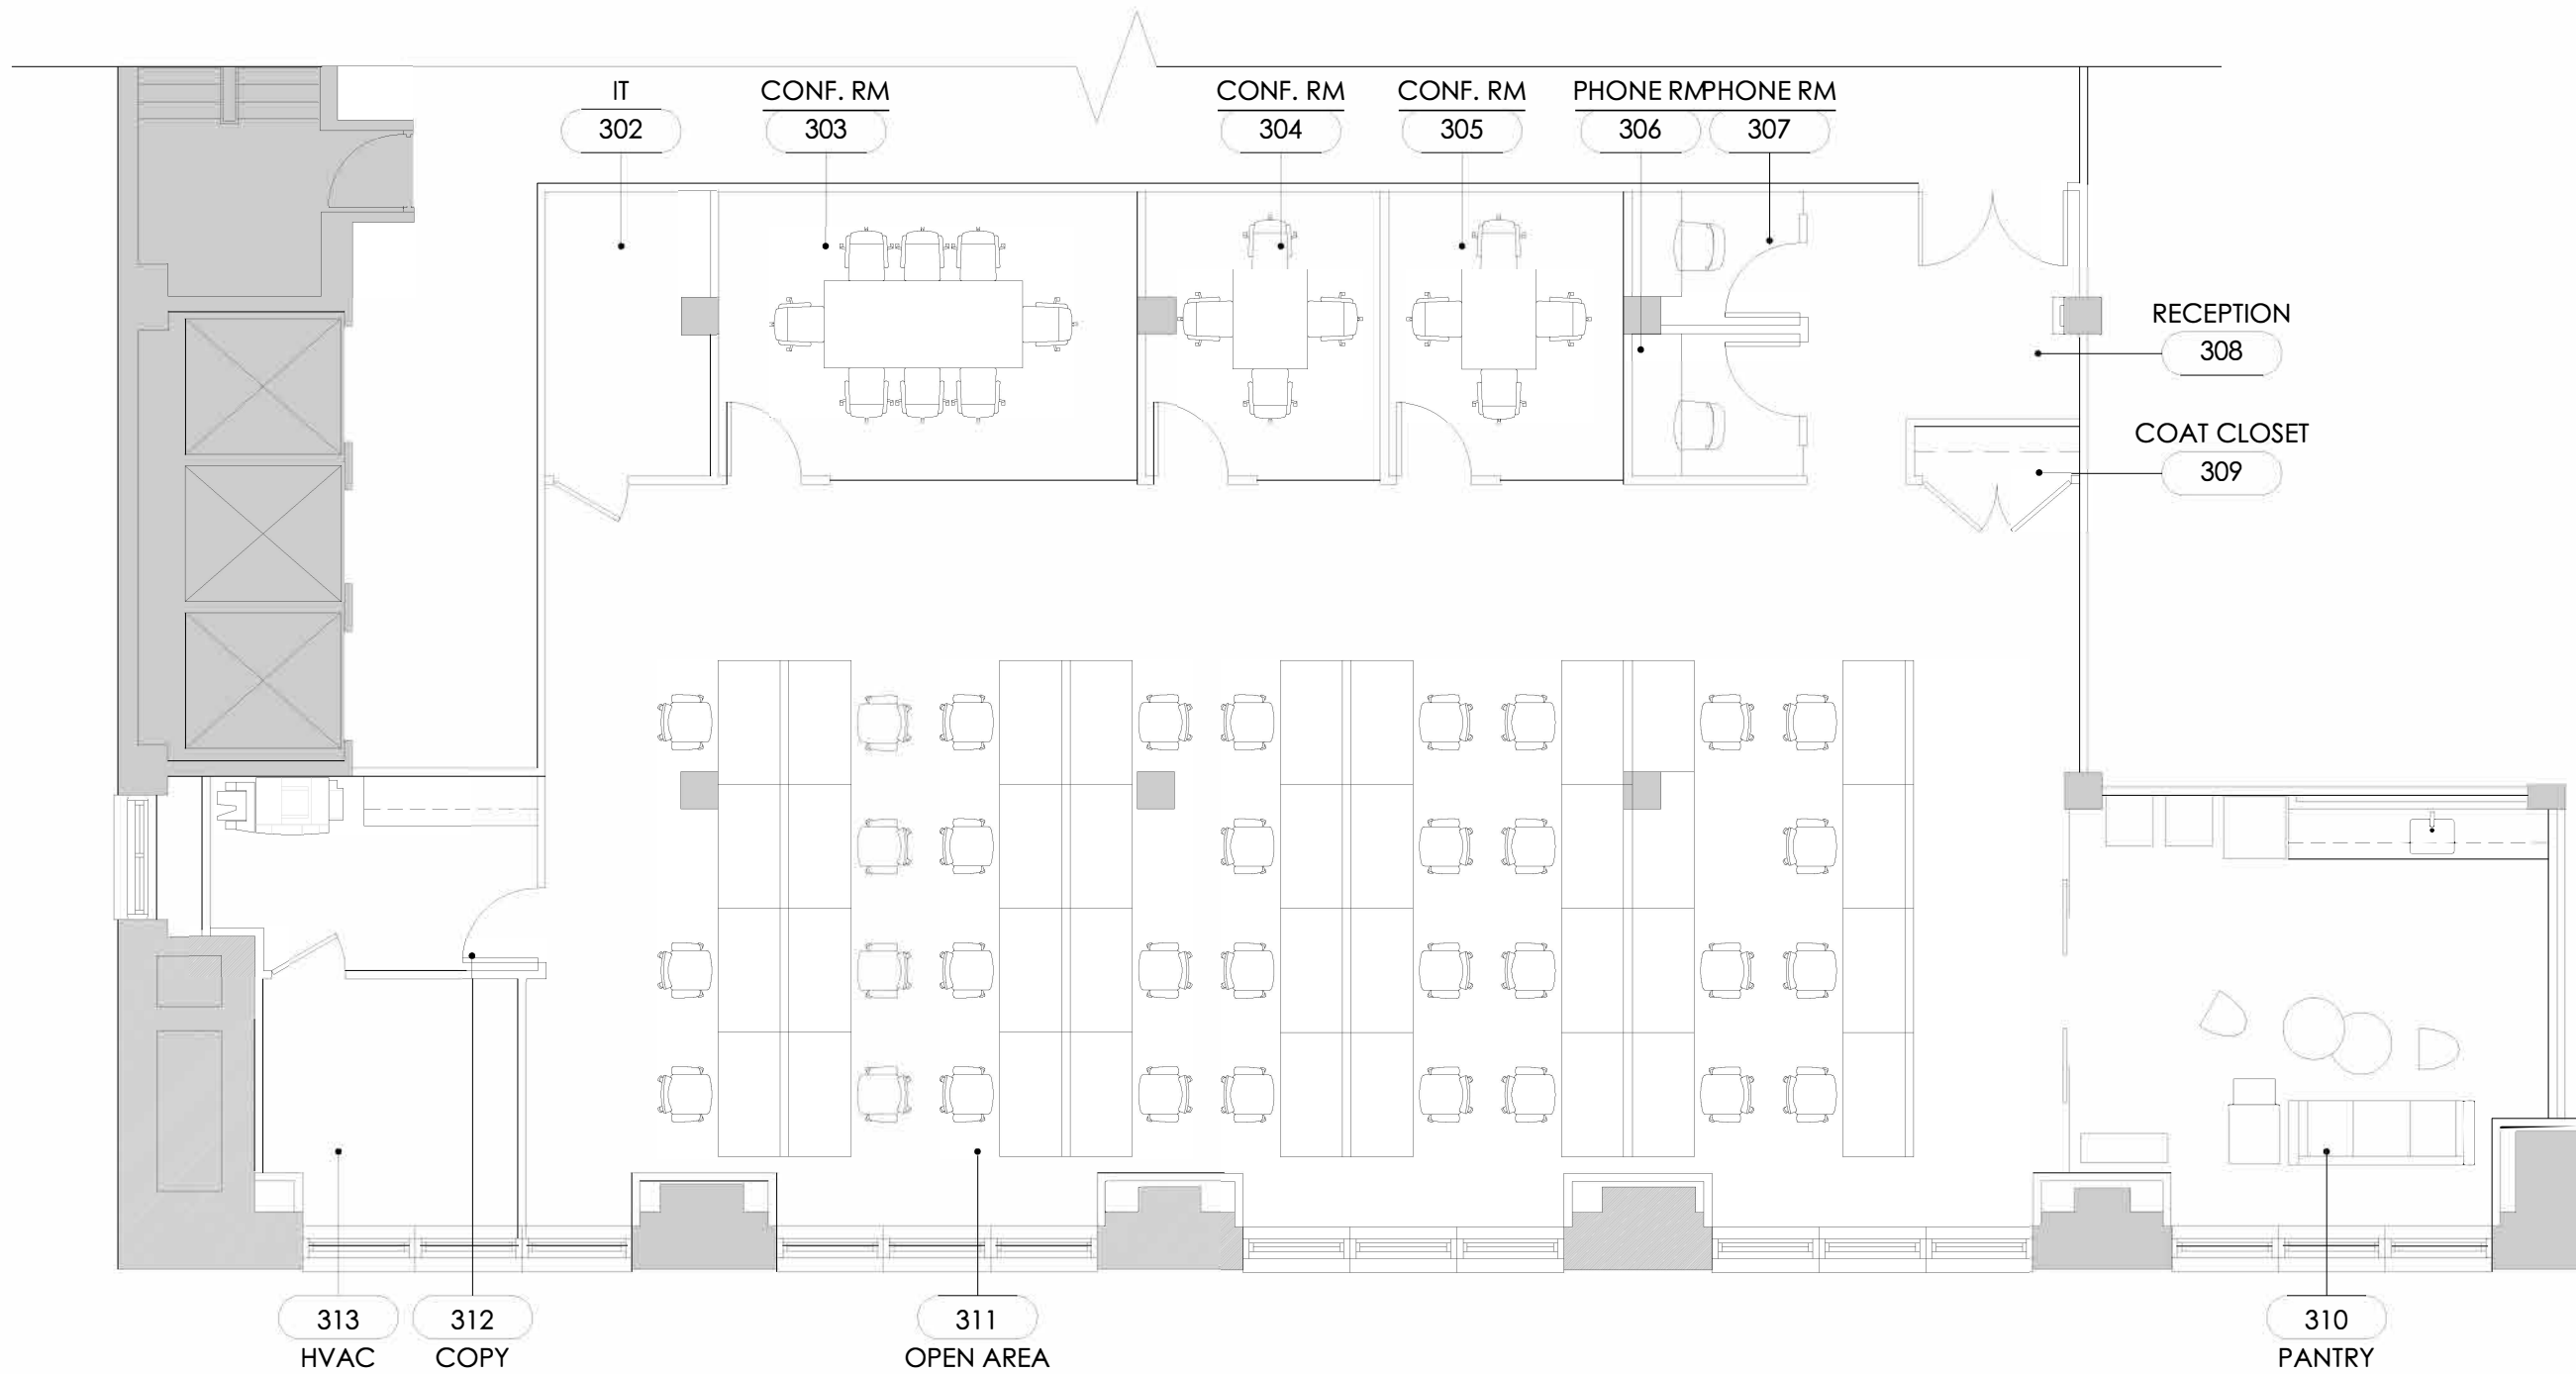 IT
302
CONF. RM
303
CONF. RM
304
CONF. RM
305
PHONE RM
306
PHONE RM
307
RECEPTION
308
COAT CLOSET
309
313
HVAC
312
COPY
311
OPEN AREA
310
PANTRY